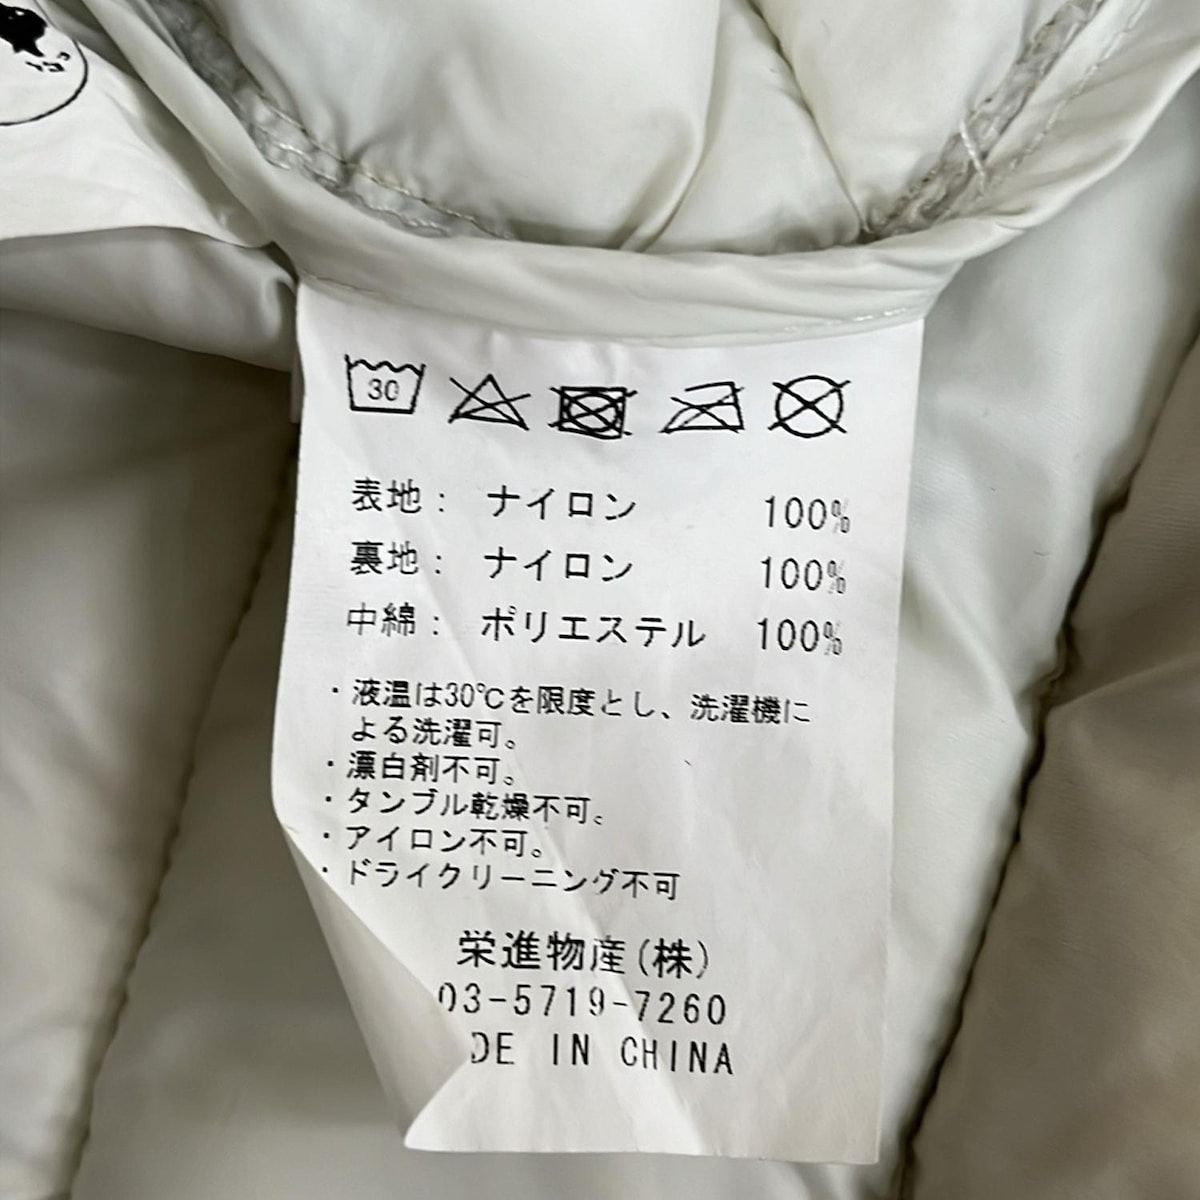 30
表地： ナイロン 100%
裏地： ナイロン 100%
中綿： ポリエステル 100%
・液温は30℃を限度とし、洗濯機に
よる洗濯可。
・漂白剤不可。
・タンブル乾燥不可。
・アイロン不可。
・ドライクリーニング不可
栄進物産(株)
03-5719-7260
DE IN CHINA